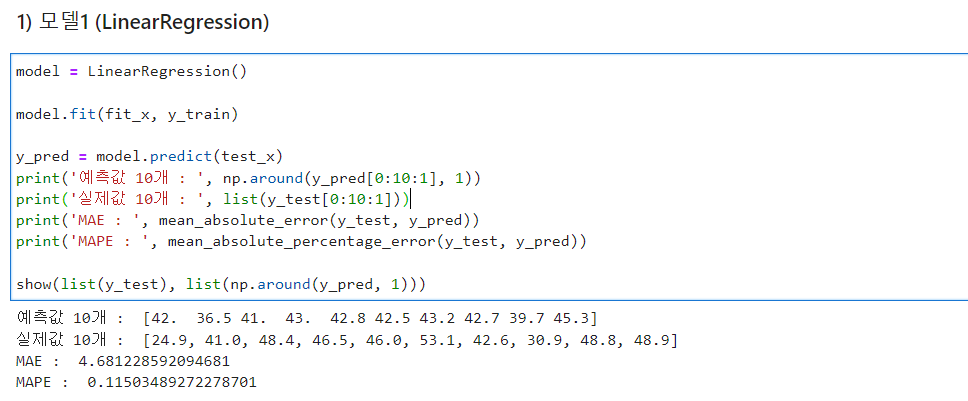 1) 모델1 (LinearRegression)
model = LinearRegression()
model.fit(fit_x, y_train)
y_pred = model.predict(test_x)
print('예측값 10개 : ', np.around(y_pred[0:10:1], 1))
print('실제값 10개 : ', list(y_test[0:10:1]))
print('MAE : ', mean_absolute_error(y_test, y_pred))
print('MAPE : ', mean_absolute_percentage_error(y_test, y_pred))
show(list(y_test), list(np.around(y_pred, 1)))
예측값 10개 :  [42.  36.5 41.  43.  42.8 42.5 43.2 42.7 39.7 45.3]
실제값 10개 :  [24.9, 41.0, 48.4, 46.5, 46.0, 53.1, 42.6, 30.9, 48.8, 48.9]
MAE :  4.681228592094681
MAPE :  0.11503489272278701